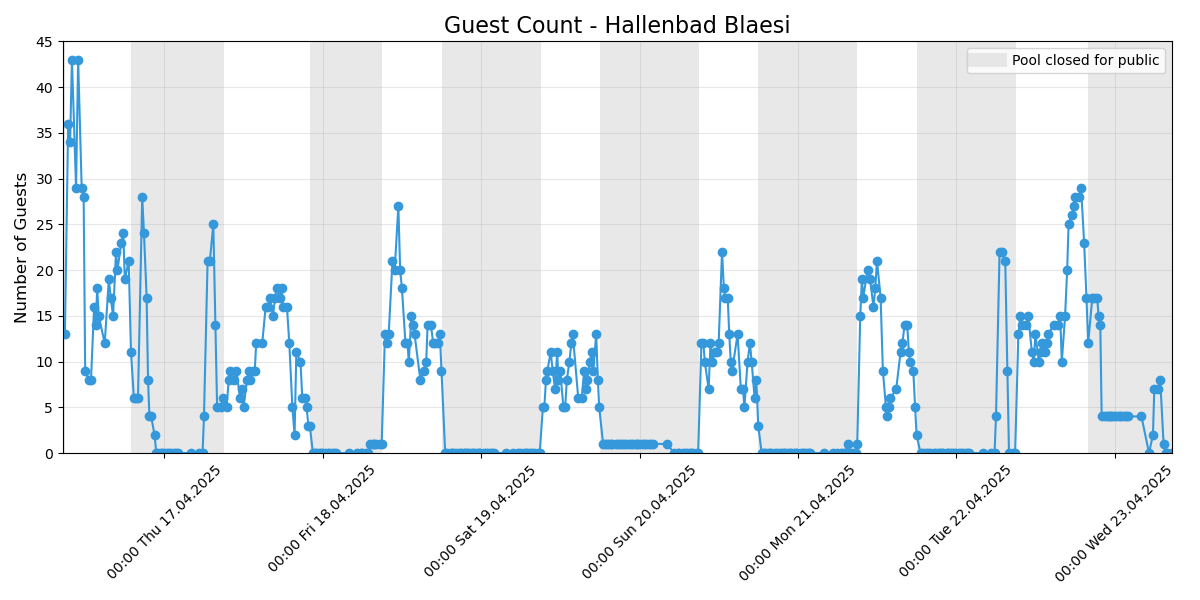 Guest Count - Hallenbad Blaesi
Pool closed for public
Number of Guests
45
40
35
30
25
20
15
10
5
0
00:00 Thu 17.04.2025
00:00 Fri 18.04.2025
00:00 Sat 19.04.2025
00:00 Sun 20.04.2025
00:00 Mon 21.04.2025
00:00 Tue 22.04.2025
00:00 Wed 23.04.2025